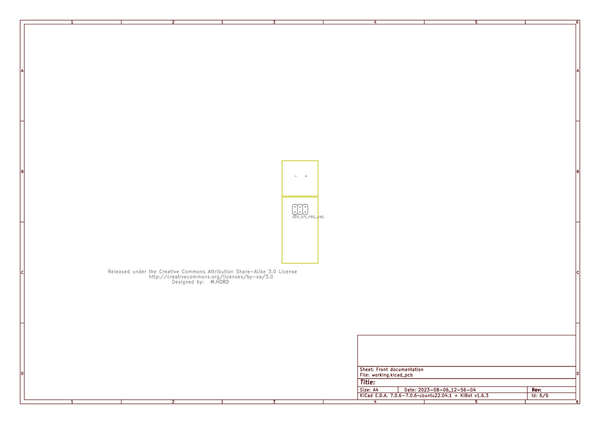 1 2 3 4 5 6
A A
B B
- +
C C
Released under the Creative Commons Attribution Share-Alike 3.0 License
http://creativecommons.org/licenses/by-sa/3.0
Designed by: M.HORD
D D
Sheet: Front documentation
File: working.kicad_pcb
Title:
Size: A4 Date: 2023-08-06_12-56-04 Rev:
KiCad E.D.A. 7.0.6-7.0.6~ubuntu22.04.1 + KiBot v1.6.3 Id: 6/6
1 2 3 4 5 6